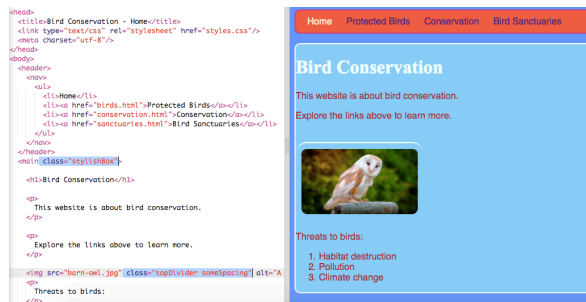 <head>
<title>Bird Conservation - Home</title>
<link type="text/css" rel="stylesheet" href="styles.css"/>
<meta charset="utf-8"/>
</head>
<body>
<header>
<nav>
<ul>
<li>Home</li>
<li><a href="birds.html">Protected Birds</a></li>
<li><a href="conservation.html">Conservation</a></li>
<li><a href="sanctuaries.html">Bird Sanctuaries</a></li>
</ul>
</nav>
</header>
<main class="stylishBox">
<h1>Bird Conservation</h1>
<p>
This website is about bird conservation.
</p>
<p>
Explore the links above to learn more.
</p>
<img src="barn-owl.jpg" class="topDivider someSpacing" alt="A
<p>
Threats to birds:
</p>
Home Protected Birds Conservation Bird Sanctuaries
Bird Conservation
This website is about bird conservation.
Explore the links above to learn more.
Threats to birds:
1. Habitat destruction
2. Pollution
3. Climate change